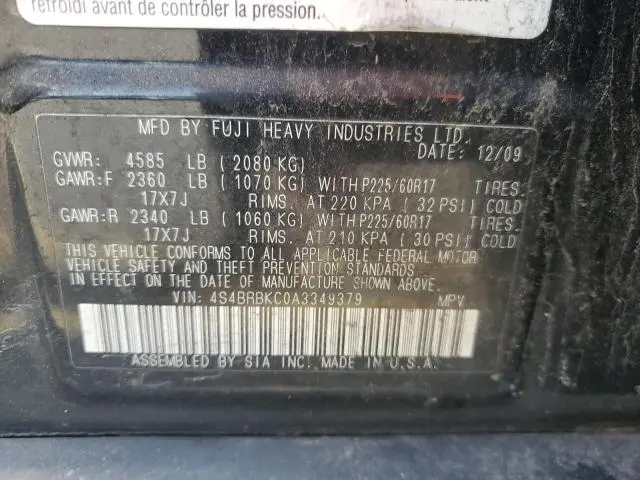 refroidi avant de contrôler la pression.
MFD BY FUJI HEAVY INDUSTRIES LTD.
DATE: 12/09
GVWR: 4585 LB (2080 KG)
GAWR:F 2360 LB (1070 KG) WITH P225/60R17 TIRES.
17X7J RIMS. AT 220 KPA ( 32 PSI) COLD
GAWR:R 2340 LB (1060 KG) WITH P225/60R17 TIRES.
17X7J RIMS. AT 210 KPA ( 30 PSI) COLD
THIS VEHICLE CONFORMS TO ALL APPLICABLE FEDERAL MOTOR
VEHICLE SAFETY AND THEFT PREVENTION STANDARDS
IN EFFECT ON THE DATE OF MANUFACTURE SHOWN ABOVE.
VIN: 4S4BRBKC0A3349379 MPV
ASSEMBLED BY SIA INC. MADE IN U.S.A.